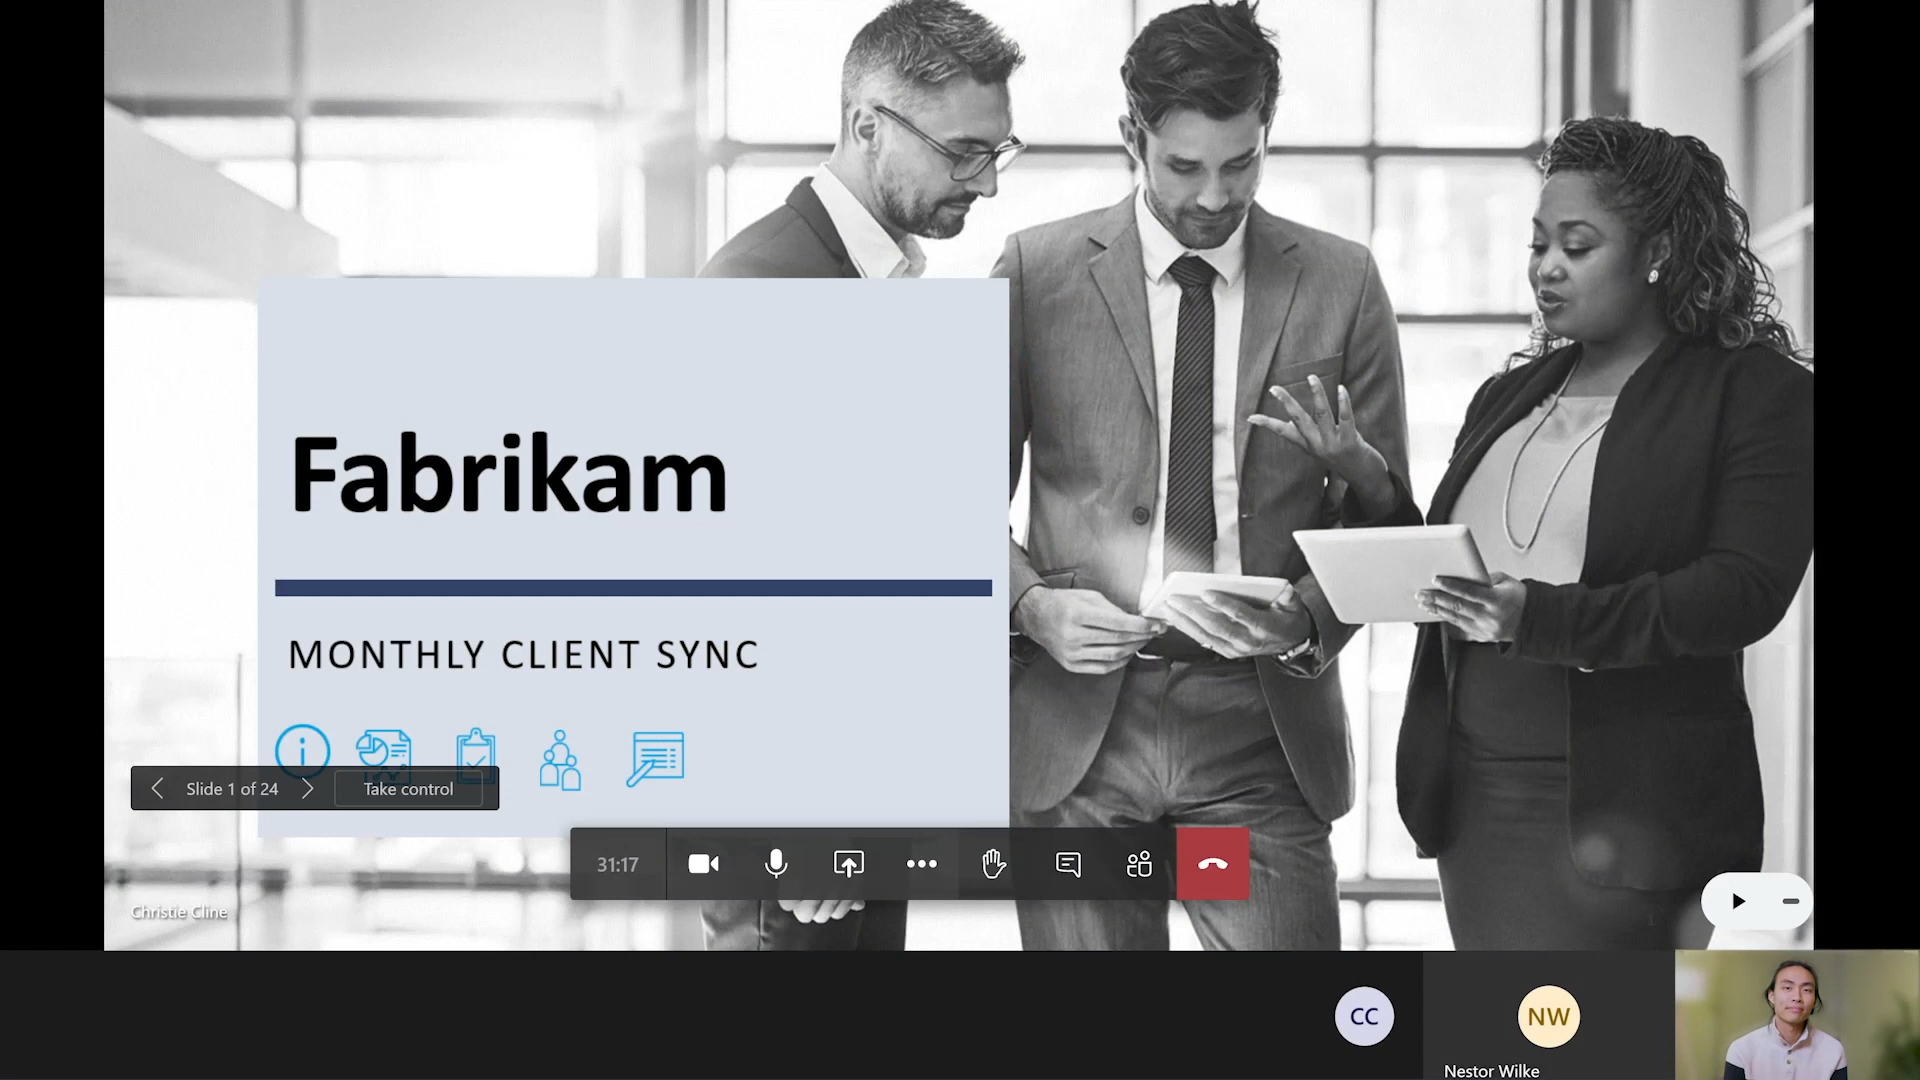 Fabrikam
MONTHLY CLIENT SYNC
Slide 1 of 24
Take control
31:17
Christie Cline
CC
NW
Nestor Wilke